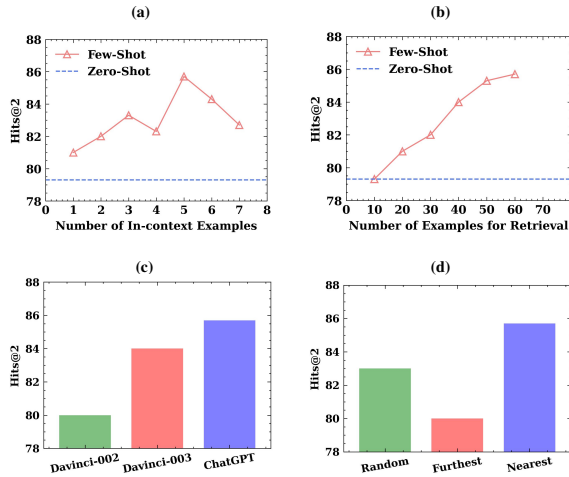 (a)
88
86
84
82
80
78
Hits@2
Few-Shot
Zero-Shot
0 1 2 3 4 5 6 7 8
Number of In-context Examples
(b)
88
86
84
82
80
78
Hits@2
Few-Shot
Zero-Shot
0 10 20 30 40 50 60 70
Number of Examples for Retrieval
(c)
88
86
84
82
80
78
Hits@2
Davinci-002 Davinci-003 ChatGPT
(d)
88
86
84
82
80
78
Hits@2
Random Furthest Nearest